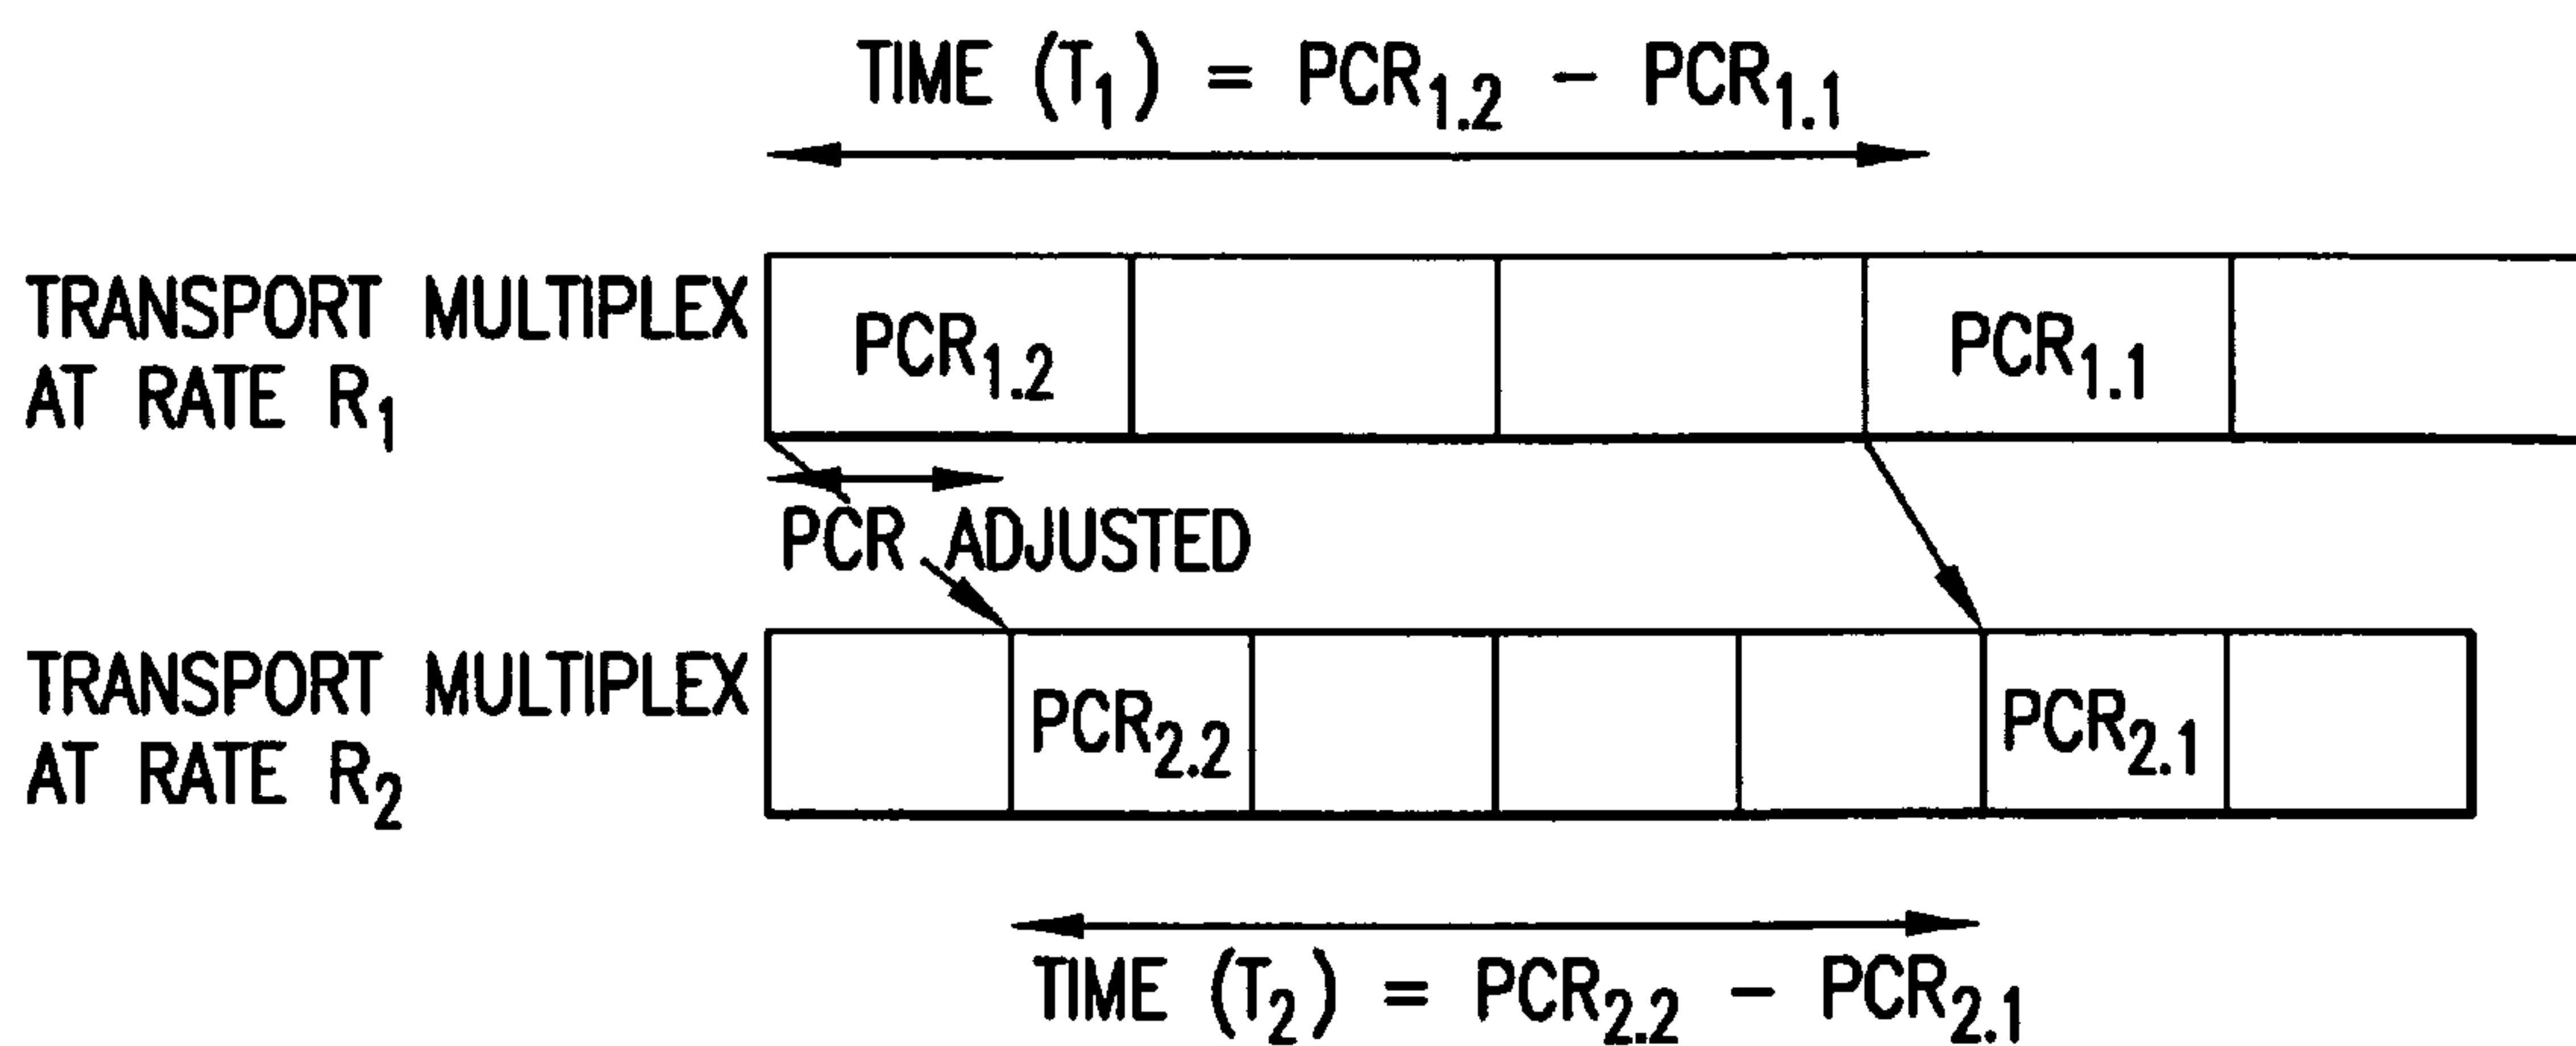 TIME (T₁) = PCR₁.₂ − PCR₁.₁
TRANSPORT MULTIPLEX
AT RATE R₁
PCR₁.₂
PCR₁.₁
PCR ADJUSTED
TRANSPORT MULTIPLEX
AT RATE R₂
PCR₂.₂
PCR₂.₁
TIME (T₂) = PCR₂.₂ − PCR₂.₁